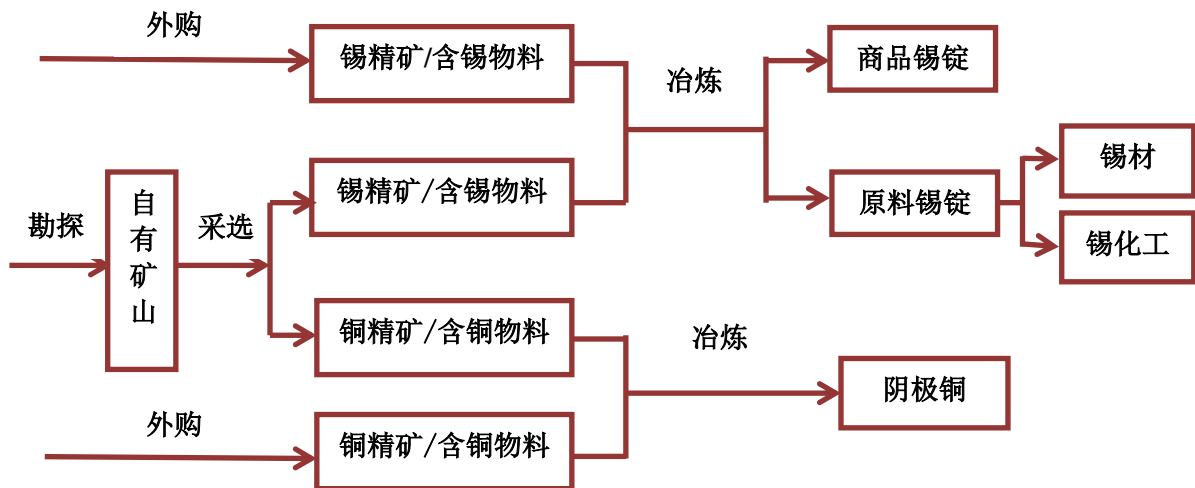 外购
锡精矿/含锡物料
冶炼
商品锡锭
锡精矿/含锡物料
原料锡锭
锡材
锡化工
勘探
自
有
矿
山
采选
铜精矿/含铜物料
冶炼
阴极铜
外购
铜精矿/含铜物料